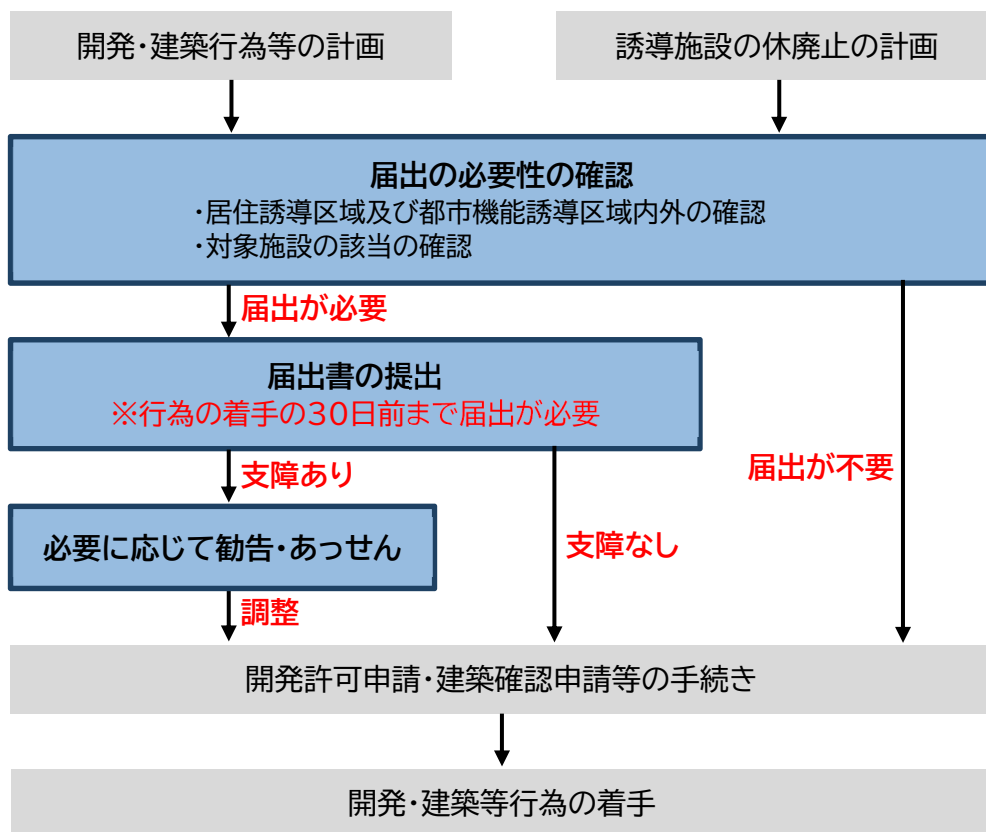 開発・建築行為等の計画
誘導施設の休廃止の計画
届出の必要性の確認
・居住誘導区域及び都市機能誘導区域内外の確認
・対象施設の該当の確認
届出が必要
届出書の提出
※行為の着手の30日前まで届出が必要
支障あり
届出が不要
必要に応じて勧告・あっせん
支障なし
調整
開発許可申請・建築確認申請等の手続き
開発・建築等行為の着手